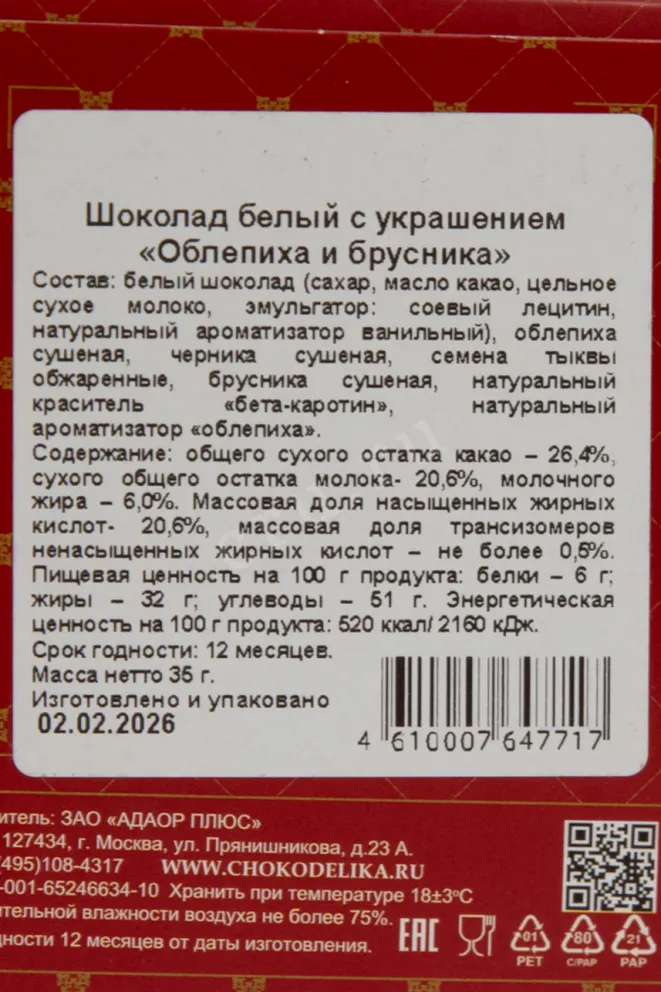 Шоколад белый с украшением
«Облепиха и брусника»
Состав: белый шоколад (сахар, масло какао, цельное
сухое молоко, эмульгатор: соевый лецитин,
натуральный ароматизатор ванильный), облепиха
сушеная, черника сушеная, семена тыквы
обжаренные, брусника сушеная, натуральный
краситель «бета-каротин», натуральный
ароматизатор «облепиха».
Содержание: общего сухого остатка какао – 26,4%,
сухого общего остатка молока- 20,6%, молочного
жира – 6,0%. Массовая доля насыщенных жирных
кислот- 20,6%, массовая доля трансизомеров
ненасыщенных жирных кислот – не более 0,5%.
Пищевая ценность на 100 г продукта: белки – 6 г;
жиры – 32 г; углеводы – 51 г. Энергетическая
ценность на 100 г продукта: 520 ккал/ 2160 кДж.
Срок годности: 12 месяцев.
Масса нетто 35 г.
Изготовлено и упаковано
02.02.2026
4 610007 647717
итель: ЗАО «АДАОР ПЛЮС»
127434, г. Москва, ул. Прянишникова, д.23 А.
(495)108-4317 WWW.CHOKODELIKA.RU
-001-65246634-10 Хранить при температуре 18±3°С
ительной влажности воздуха не более 75%.
дности 12 месяцев от даты изготовления.
EAC
01 80 21
PET C/PAP PAP